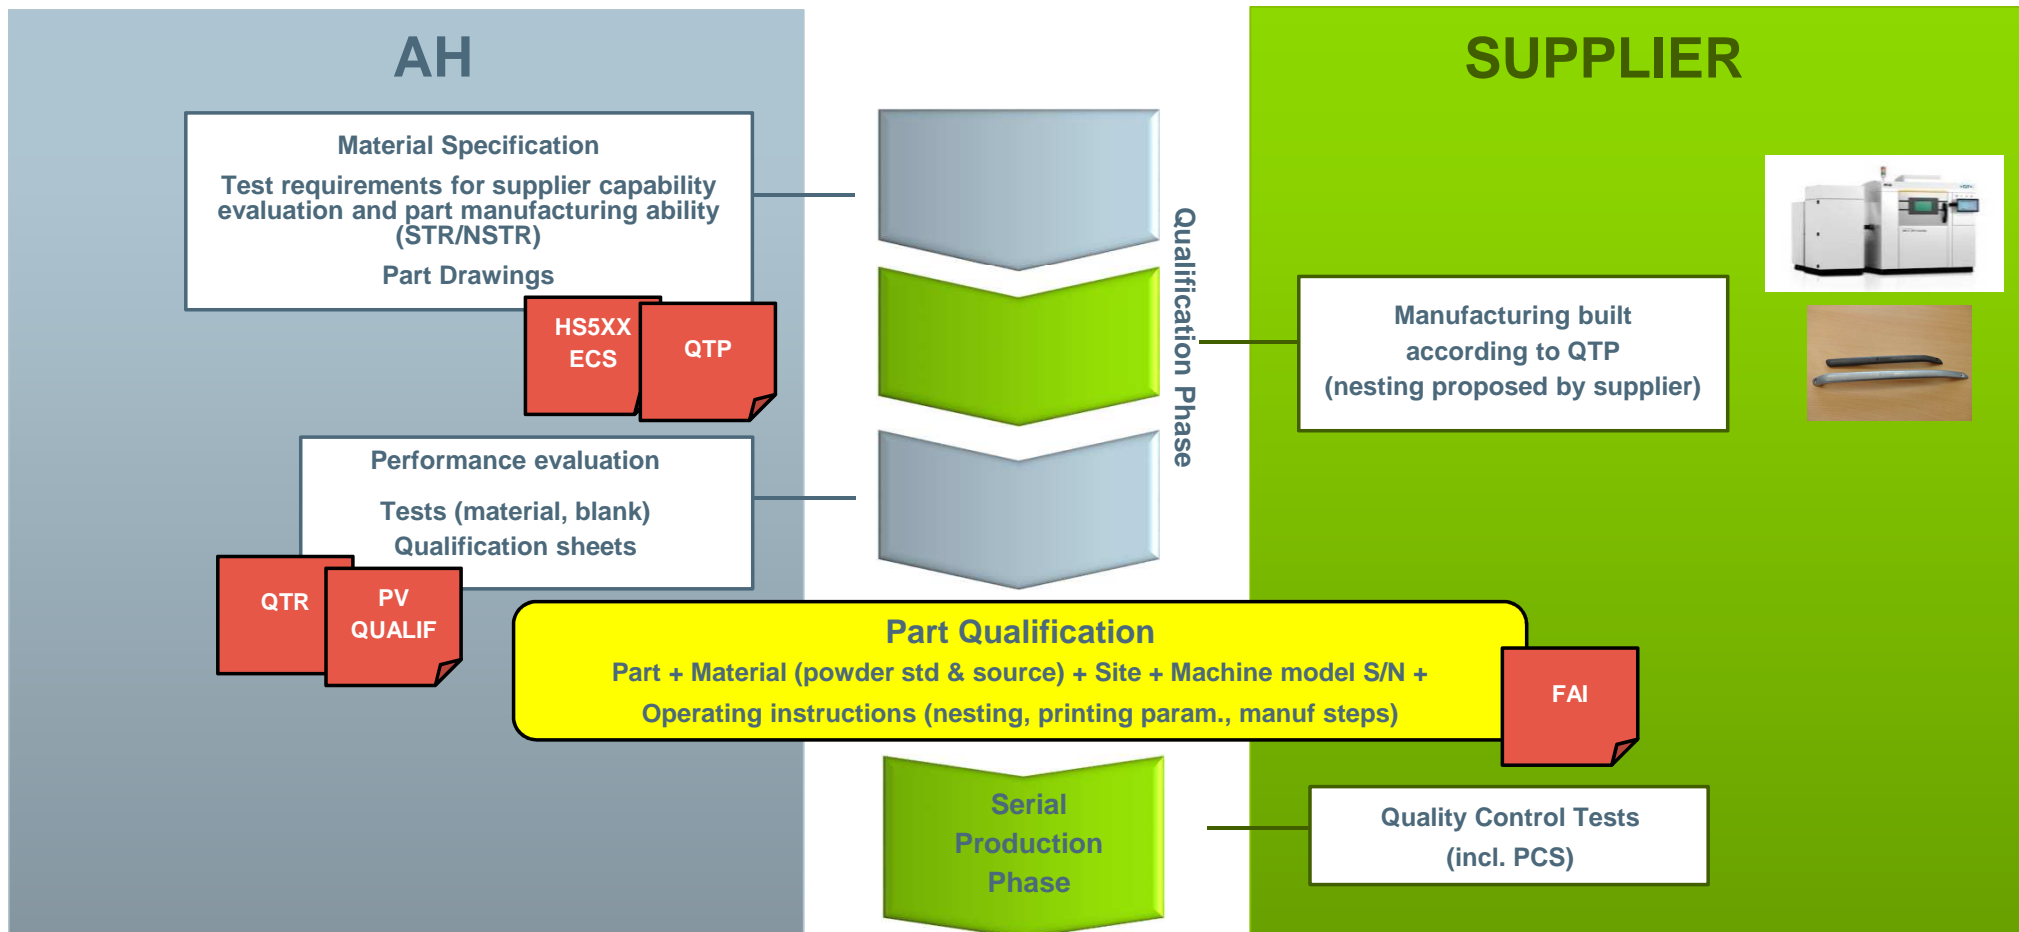 AH
SUPPLIER
Material Specification
Test requirements for supplier capability
evaluation and part manufacturing ability
(STR/NSTR)
Part Drawings
HS5XX
ECS
QTP
Qualification Phase
Manufacturing built
according to QTP
(nesting proposed by supplier)
Performance evaluation
Tests (material, blank)
Qualification sheets
QTR
PV
QUALIF
Part Qualification
Part + Material (powder std & source) + Site + Machine model S/N +
Operating instructions (nesting, printing param., manuf steps)
FAI
Serial
Production
Phase
Quality Control Tests
(incl. PCS)